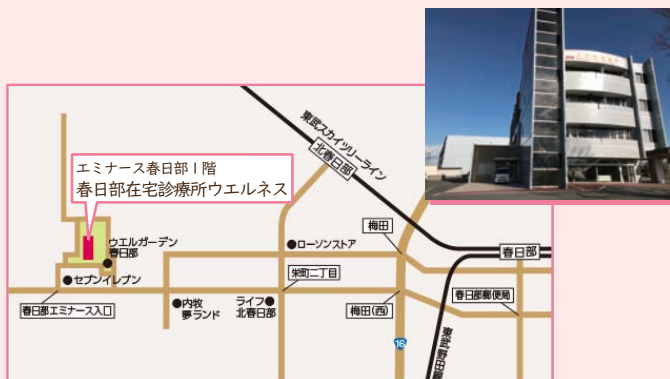 エミナース春日部1階
春日部在宅診療所ウエルネス
東武スカイツリーライン
北春日部
ウエルガーデン
春日部
●セブンイレブン
春日部エミナース入口
●ローソンストア
梅田
春日部
栄町二丁目
●内牧
夢ランド
ライフ●
北春日部
梅田(西)
春日部郵便局
16
東武野田線